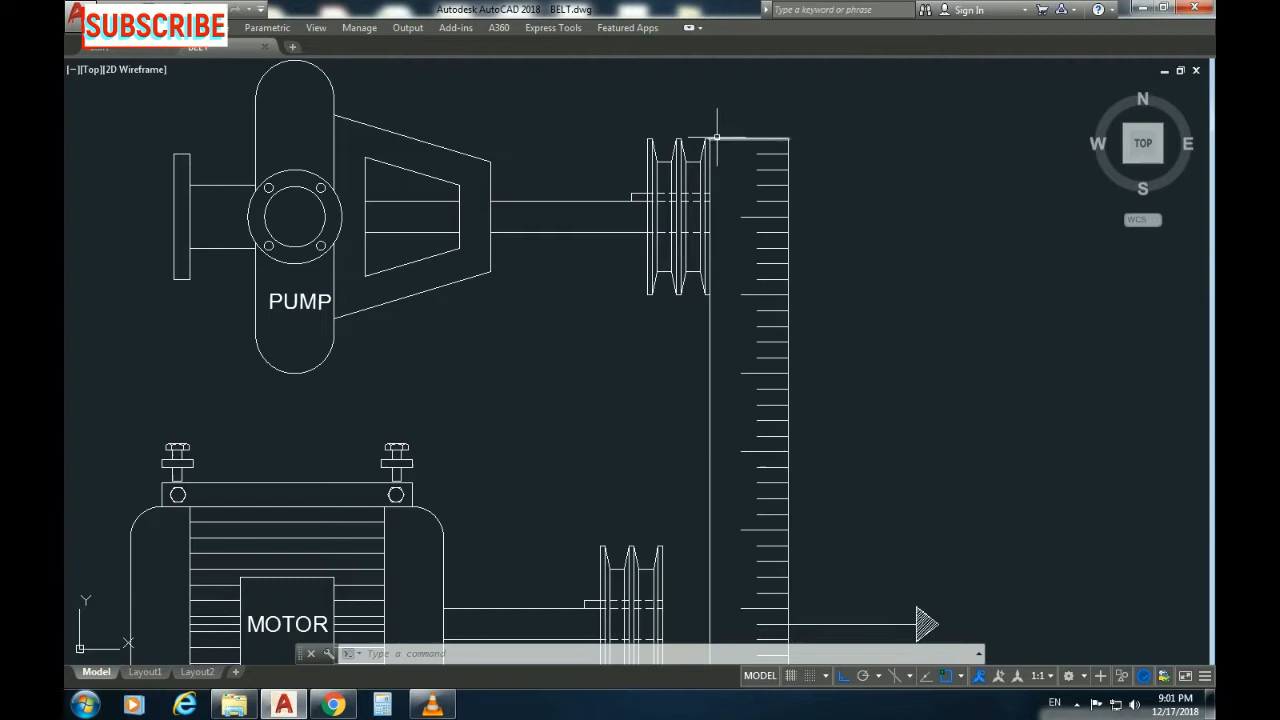 SUBSCRIBE
Autodesk AutoCAD 2018 BELT.dwg
Type a keyword or phrase
Sign In
Parametric View Manage Output Add-ins A360 Express Tools Featured Apps
[−][Top][2D Wireframe]
N
W TOP E
S
WCS
PUMP
MOTOR
Y
X
Type a command
Model Layout1 Layout2 +
MODEL 1:1
EN 9:01 PM
12/17/2018